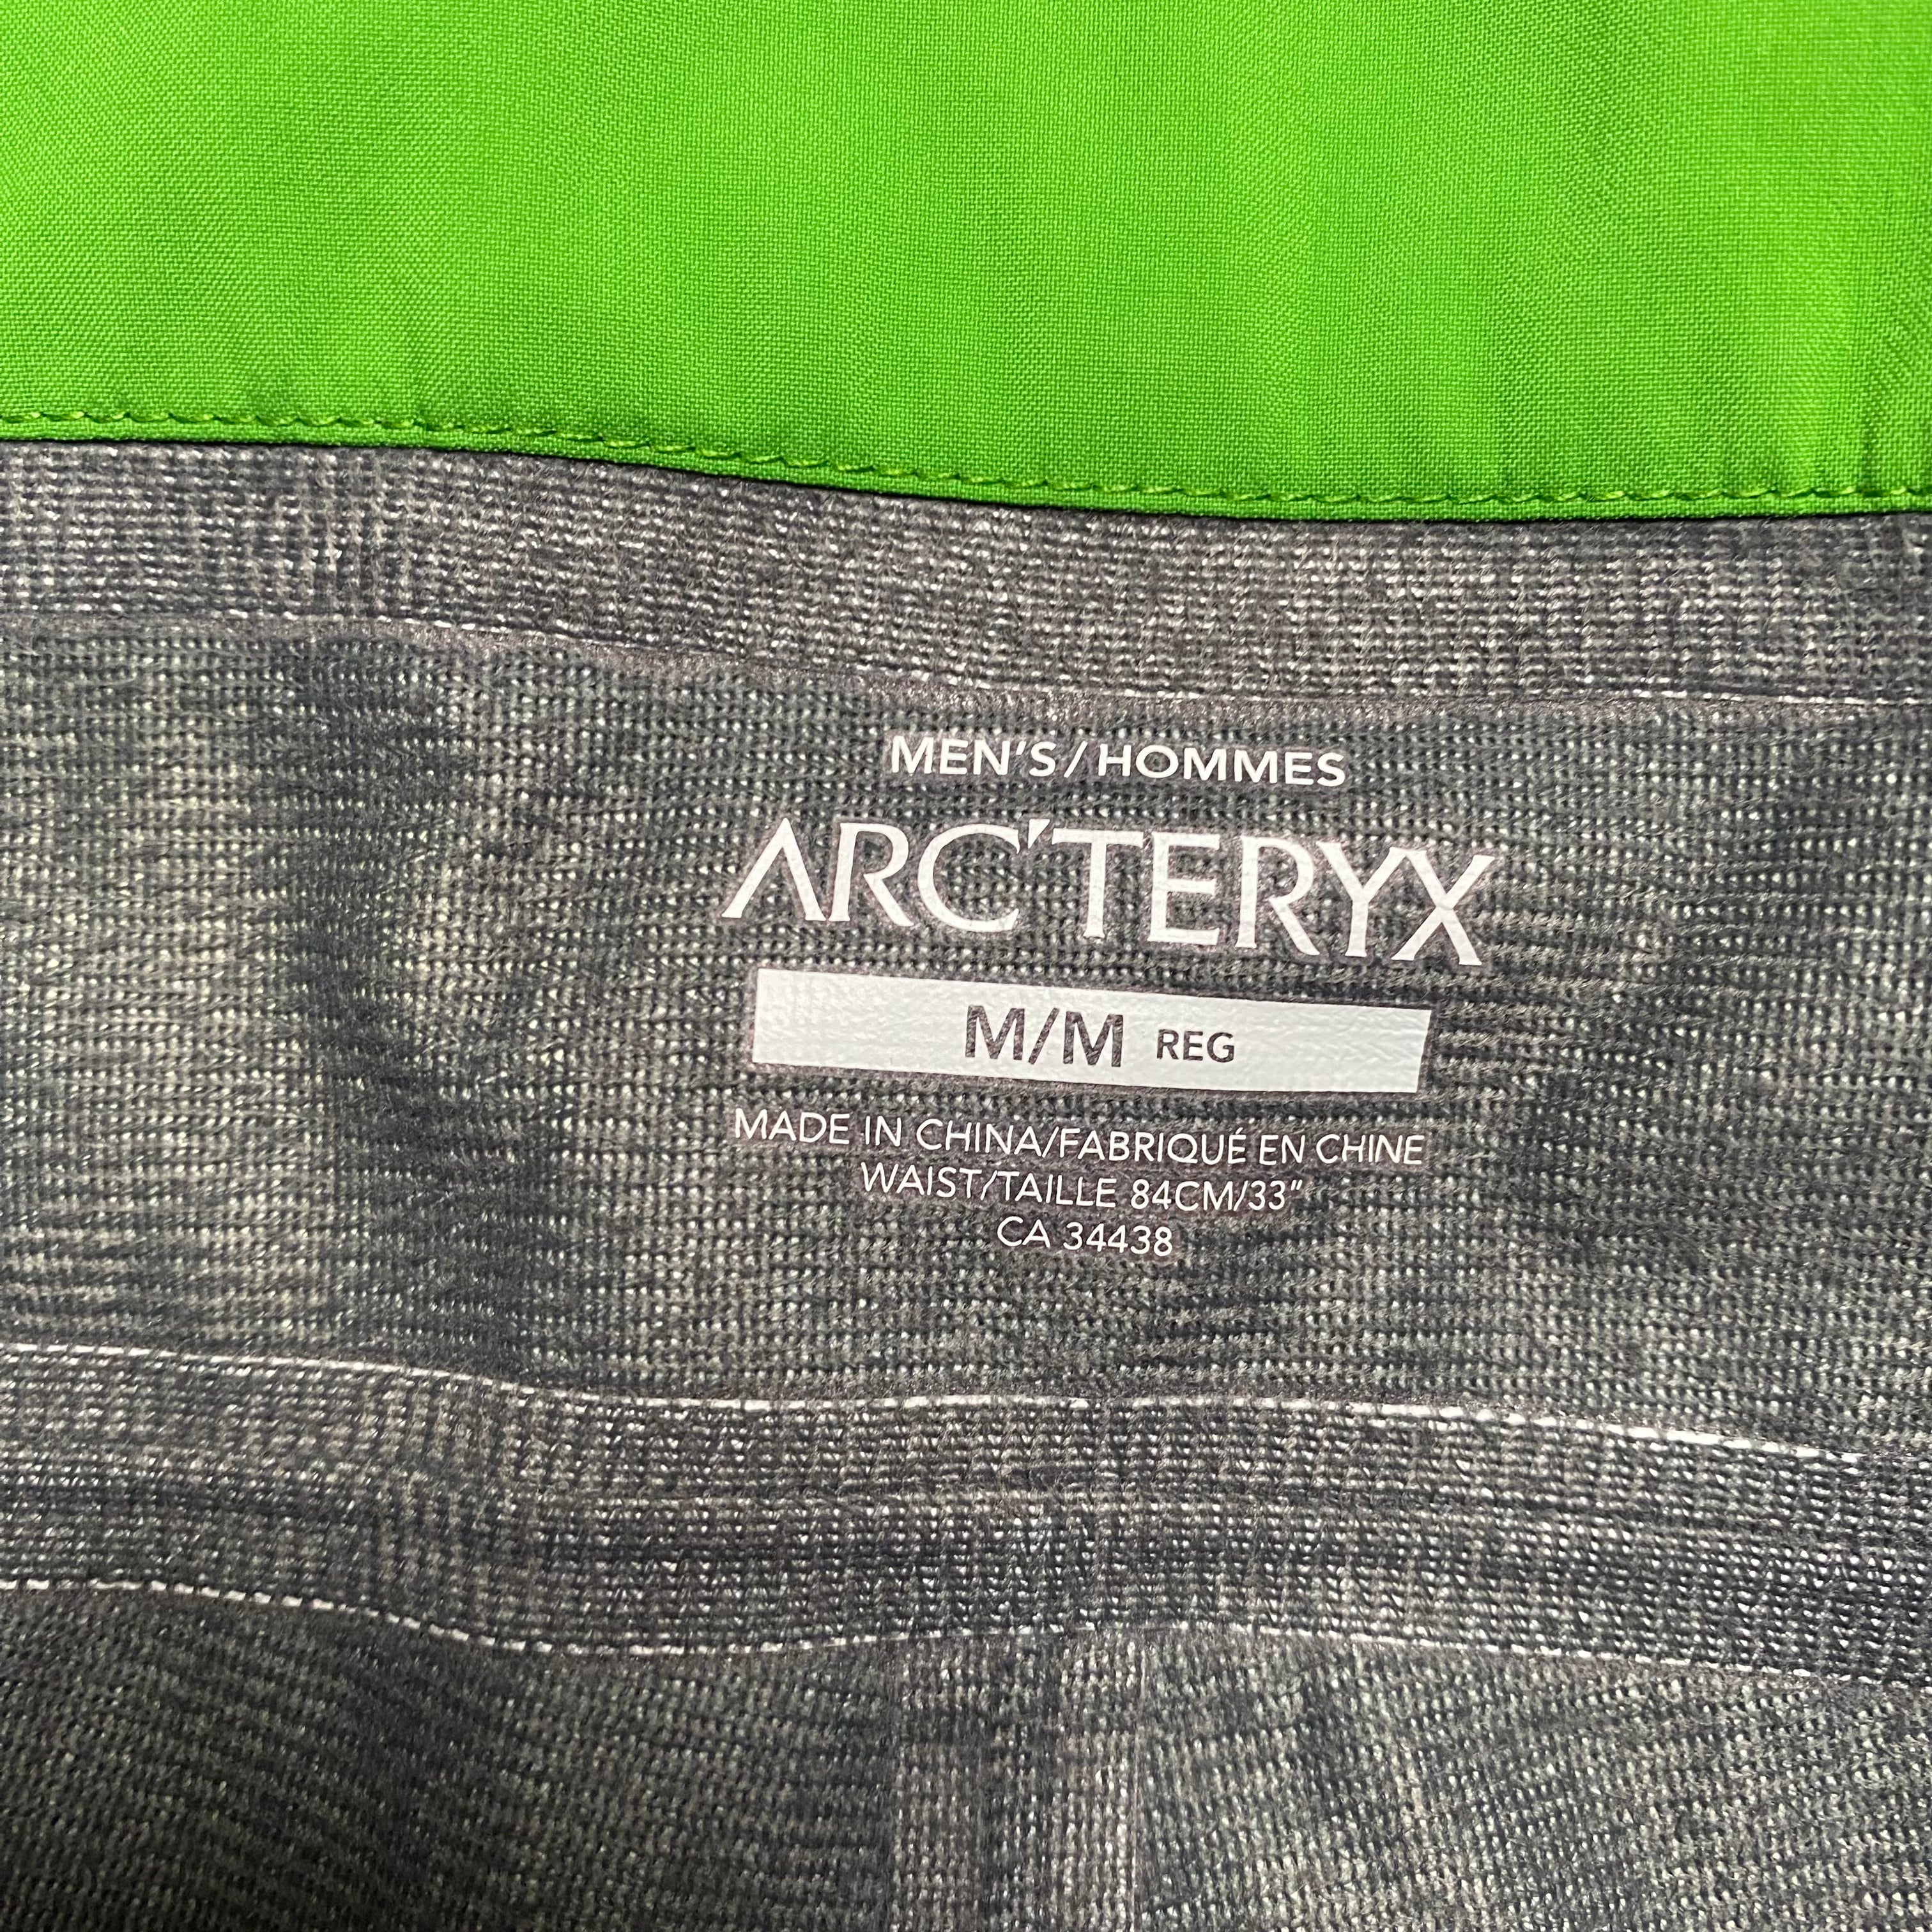 MEN'S/HOMMES
ARC'TERYX
M/M REG
MADE IN CHINA/FABRIQUÉ EN CHINE
WAIST/TAILLE 84CM/33"
CA 34438